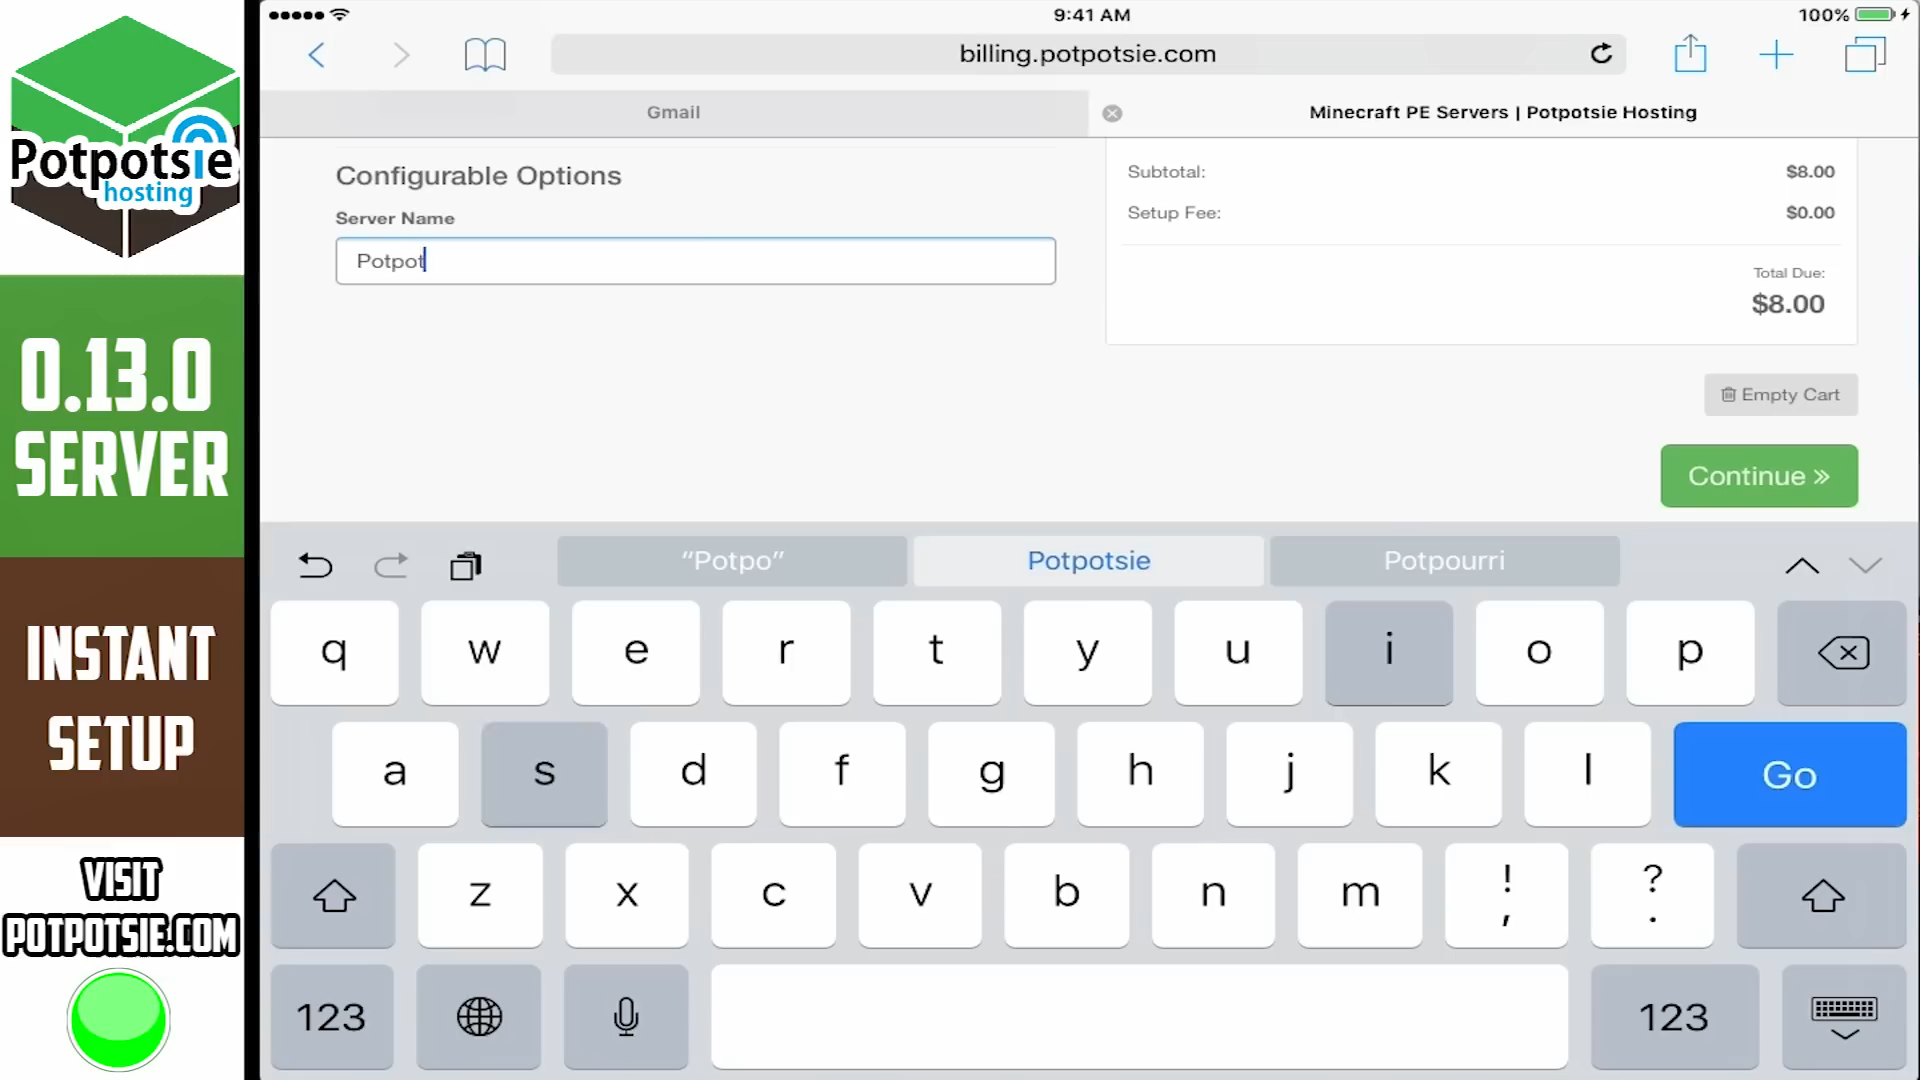 Potpotsie
hosting
0.13.0
SERVER
INSTANT
SETUP
VISIT
POTPOTSIE.COM
9:41 AM
100%
billing.potpotsie.com
Gmail
Minecraft PE Servers | Potpotsie Hosting
Configurable Options
Server Name
Potpot
Subtotal: $8.00
Setup Fee: $0.00
Total Due:
$8.00
Empty Cart
Continue »
“Potpo” Potpotsie Potpourri
q w e r t y u i o p
a s d f g h j k l Go
z x c v b n m ! , ? .
123 123